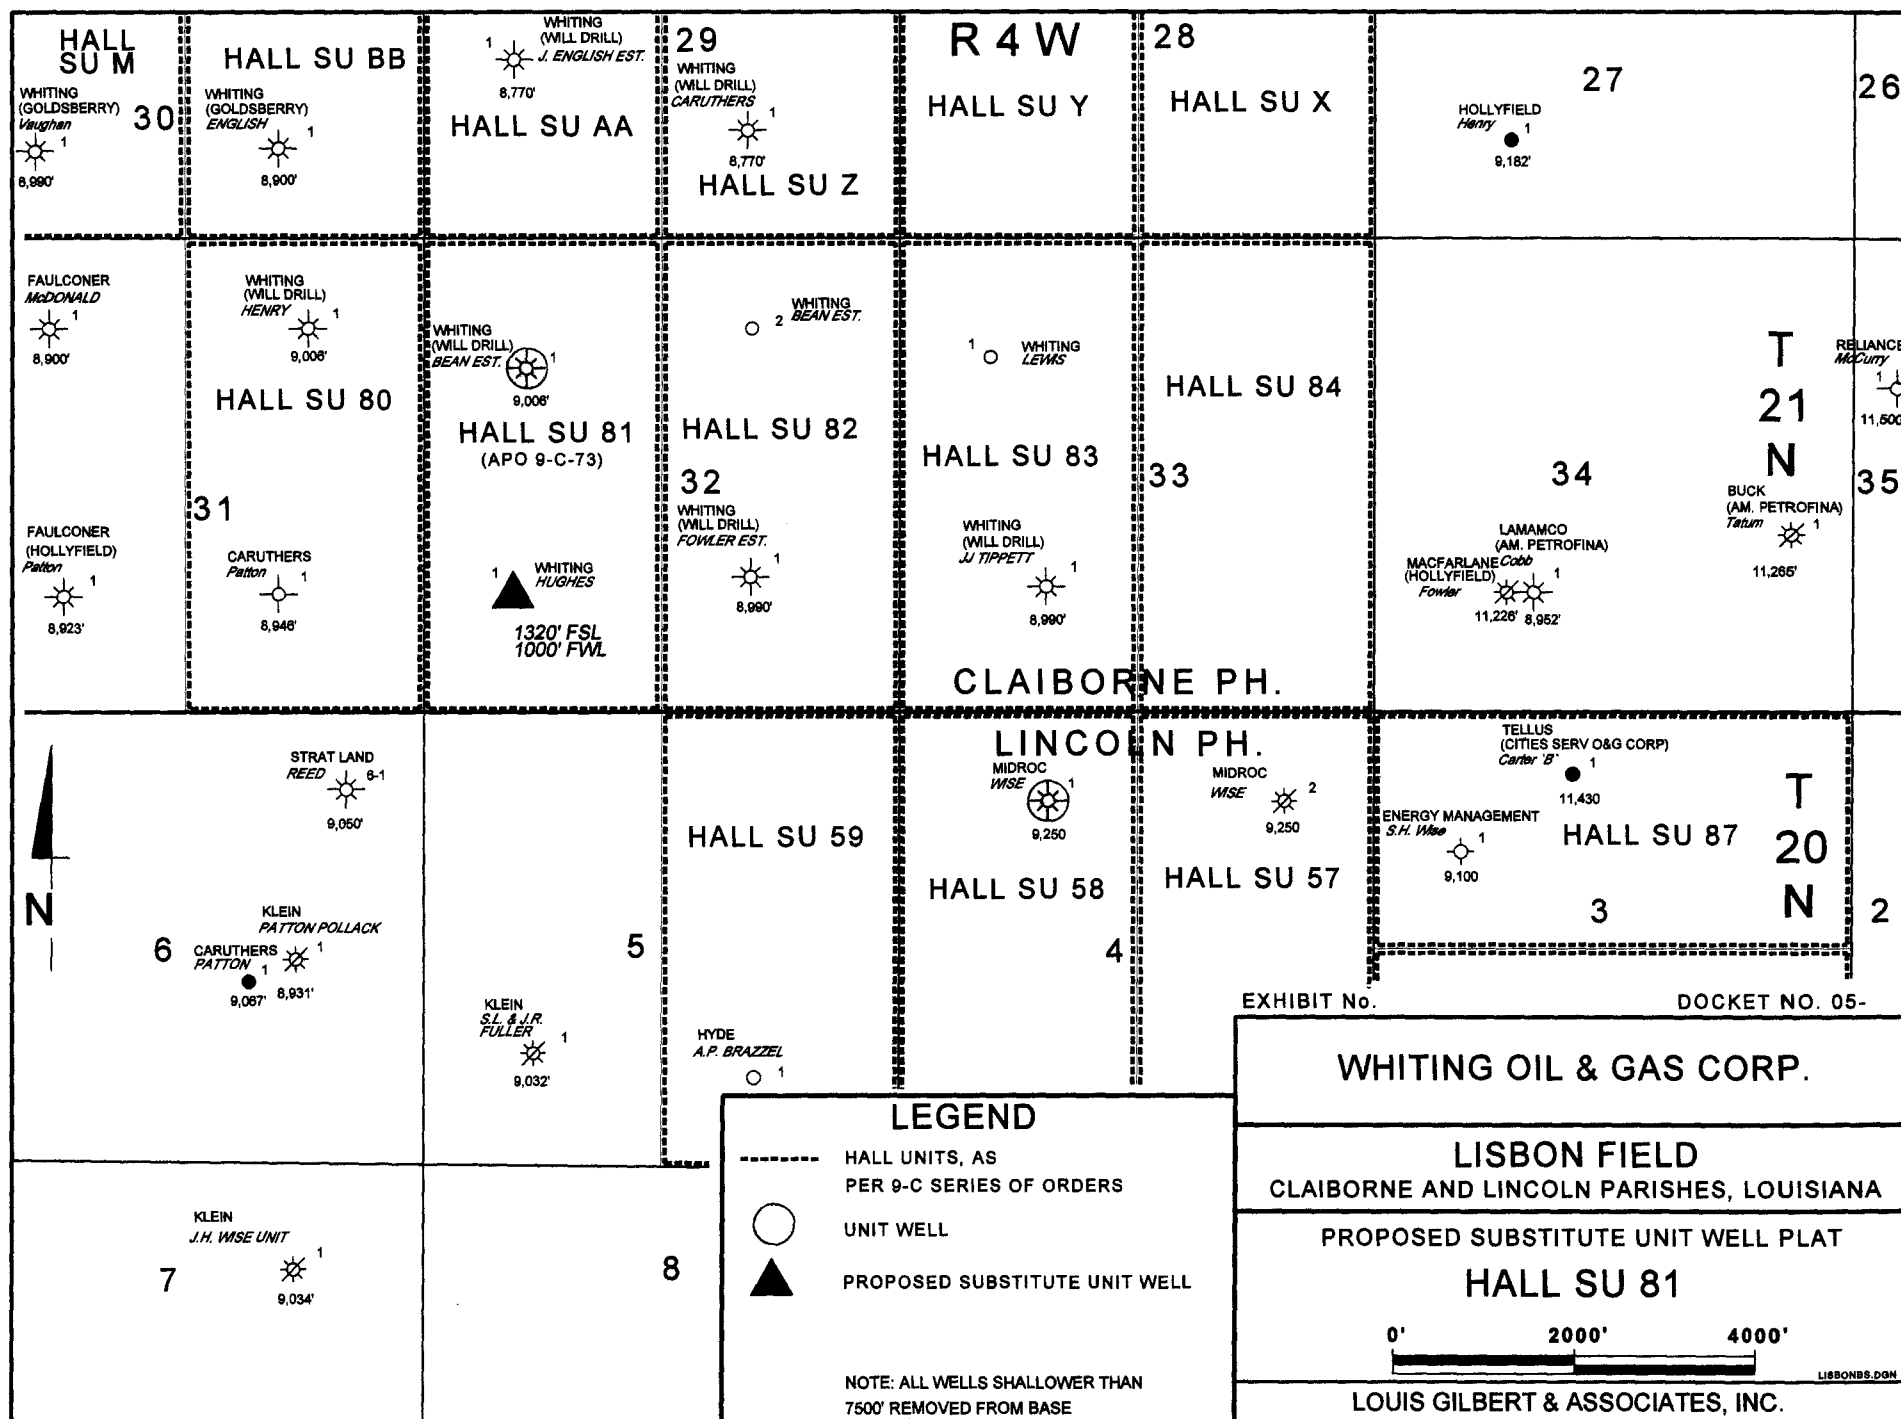 HALL
SU M
WHITING
(GOLDSBERRY)
Vaughan
30
1
8,990'
HALL SU BB
WHITING
(GOLDSBERRY)
ENGLISH
1
8,900'
WHITING
(WILL DRILL)
J. ENGLISH EST.
1
8,770'
HALL SU AA
29
WHITING
(WILL DRILL)
CARUTHERS
1
8,770'
HALL SU Z
R 4 W
HALL SU Y
28
HALL SU X
27
HOLLYFIELD
Henry
1
9,182'
26
FAULCONER
McDONALD
1
8,900'
WHITING
(WILL DRILL)
HENRY
1
9,006'
HALL SU 80
WHITING
(WILL DRILL)
BEAN EST.
1
9,006'
HALL SU 81
(APO 9-C-73)
WHITING
2 BEAN EST.
HALL SU 82
1
WHITING
LEWIS
HALL SU 83
HALL SU 84
T
21
N
RELIANCE
McCurry
1
11,500
31
32
33
34
35
FAULCONER
(HOLLYFIELD)
Patton
1
8,923'
CARUTHERS
Patton
1
8,946'
1
WHITING
HUGHES
1320' FSL
1000' FWL
WHITING
(WILL DRILL)
FOWLER EST.
1
8,990'
WHITING
(WILL DRILL)
JJ TIPPETT
1
8,990'
LAMAMCO
(AM. PETROFINA)
Cobb
1
8,952'
MACFARLANE
(HOLLYFIELD)
Fowler
11,226'
BUCK
(AM. PETROFINA)
Tatum
1
11,265'
CLAIBORNE PH.
LINCOLN PH.
STRAT LAND
REED
6-1
9,050'
HALL SU 59
MIDROC
WISE
1
9,250
HALL SU 58
MIDROC
WISE
2
9,250
HALL SU 57
TELLUS
(CITIES SERV O&G CORP)
Carter 'B'
1
11,430
ENERGY MANAGEMENT
S.H. Wise
1
9,100
HALL SU 87
T
20
N
N
6
KLEIN
PATTON POLLACK
1
8,931'
CARUTHERS
PATTON
1
9,067'
5
4
3
2
KLEIN
S.L. & J.R.
FULLER
1
9,032'
HYDE
A.P. BRAZZEL
1
7
KLEIN
J.H. WISE UNIT
1
9,034'
8
LEGEND
HALL UNITS, AS
PER 9-C SERIES OF ORDERS
UNIT WELL
PROPOSED SUBSTITUTE UNIT WELL
NOTE: ALL WELLS SHALLOWER THAN
7500' REMOVED FROM BASE
EXHIBIT No.
DOCKET NO. 05-
WHITING OIL & GAS CORP.
LISBON FIELD
CLAIBORNE AND LINCOLN PARISHES, LOUISIANA
PROPOSED SUBSTITUTE UNIT WELL PLAT
HALL SU 81
0' 2000' 4000'
LISBONBS.DGN
LOUIS GILBERT & ASSOCIATES, INC.